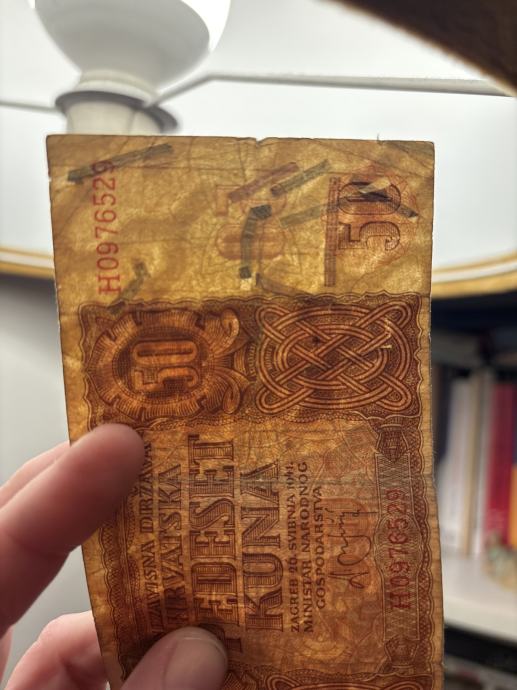 H0976529
50
50
NEZAVISNA DRŽAVA
HRVATSKA
PEDESET
KUNA
ZAGREB 26. SVIBNJA 1941.
MINISTAR NARODNOG
GOSPODARSTVA
H0976529